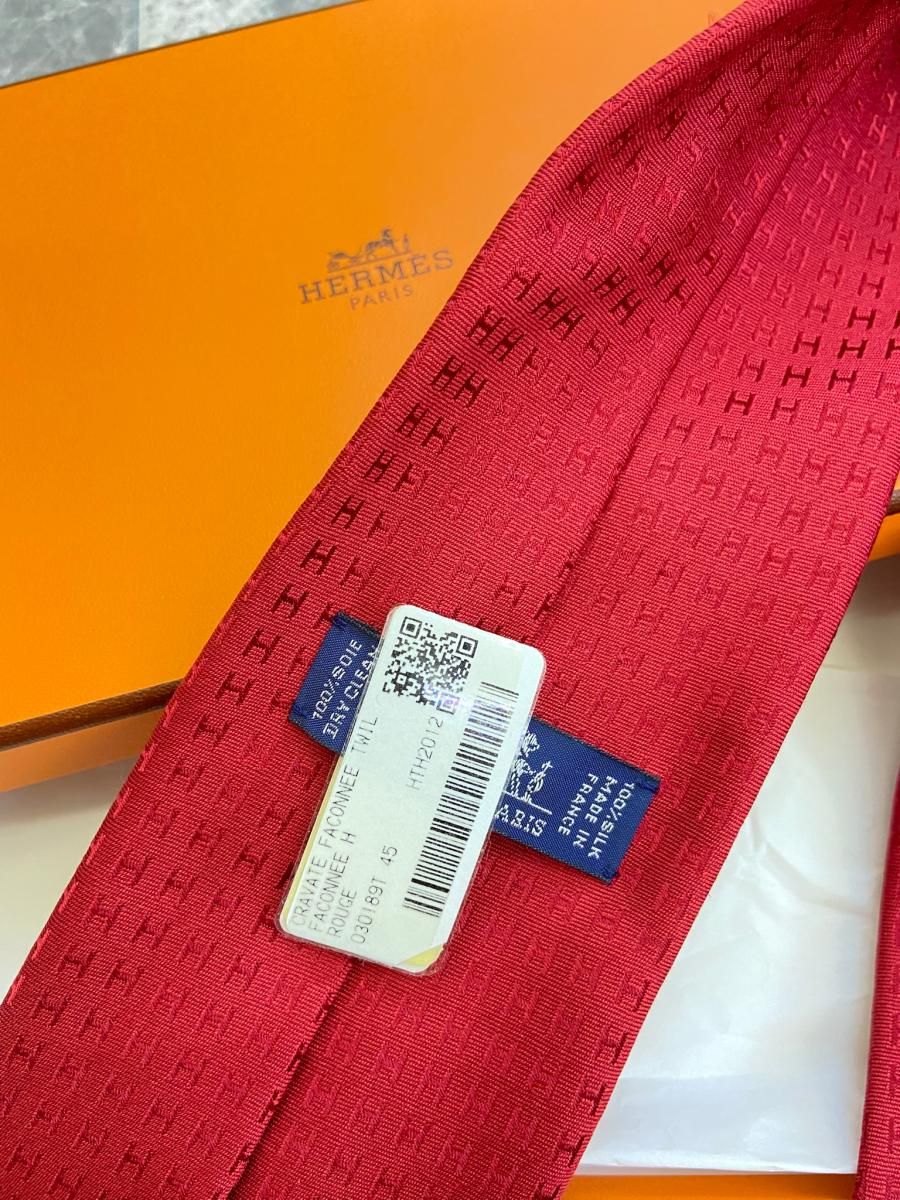 HERMÈS
PARIS
100% SOIE
DRY CLEAN
CRAVATE FACONNEE TWIL
FACONNEE H
ROUGE
HTH2012
030189T 45
100% SILK
MADE IN
FRANCE